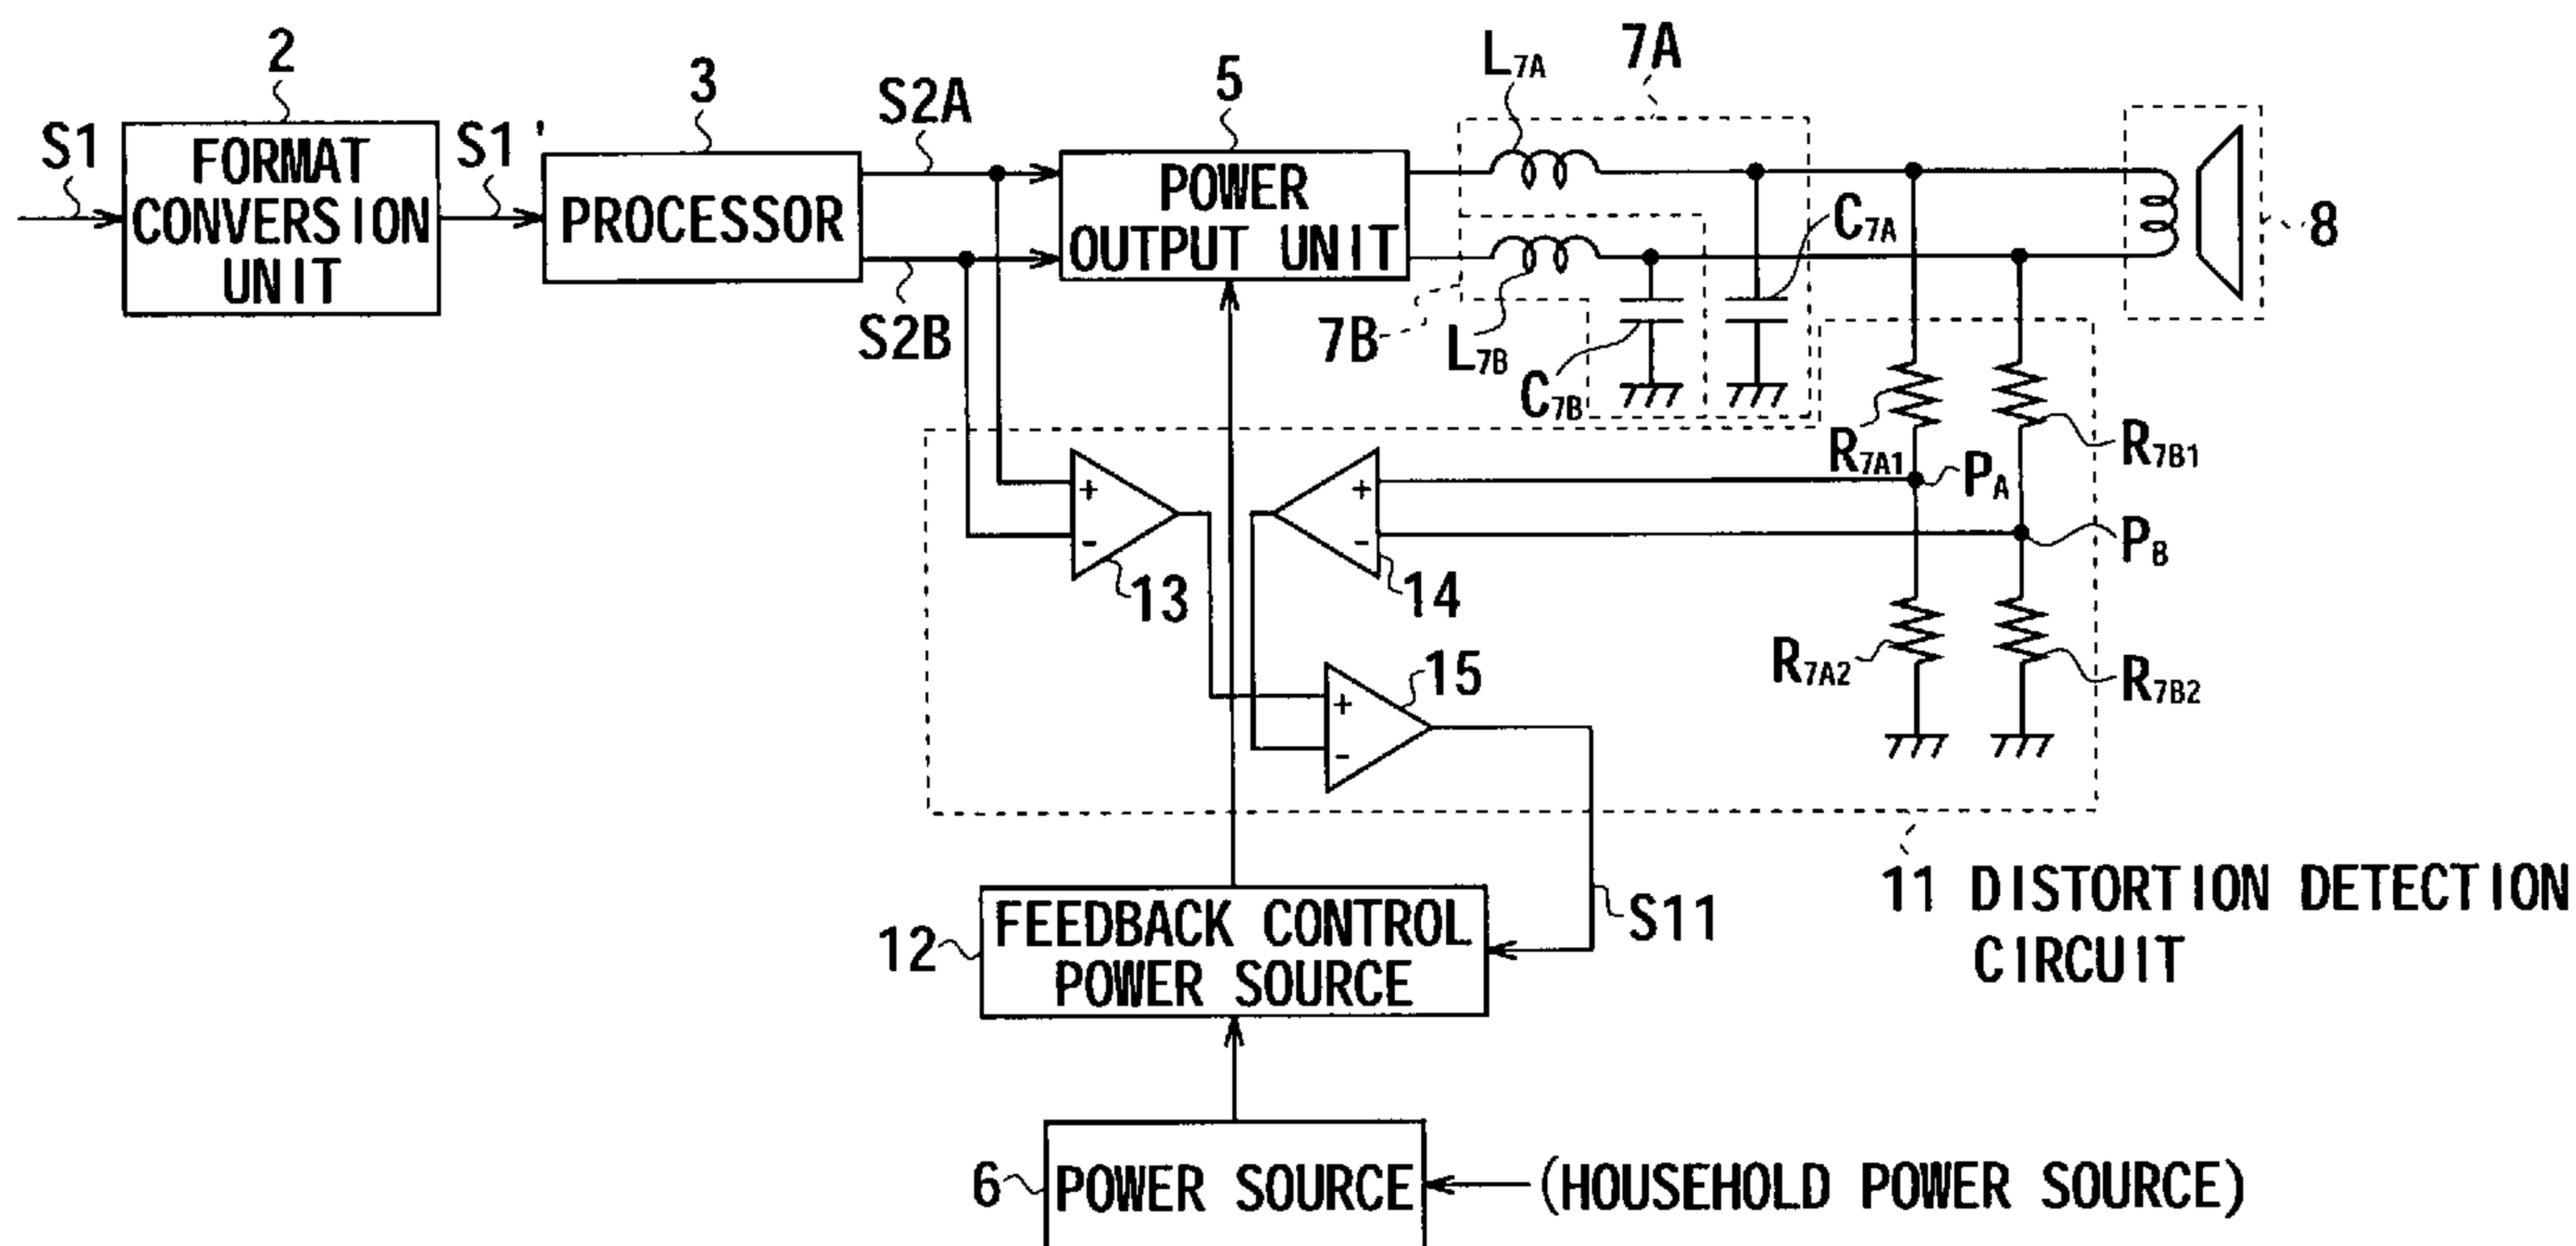 2
3
S2A
5
L7A
7A
S1
FORMAT
CONVERSION
UNIT
S1'
PROCESSOR
POWER
OUTPUT UNIT
C7A
8
S2B
7B
L7B
C7B
R7A1
R7B1
PA
PB
+
-
13
+
-
14
R7A2
R7B2
15
+
-
11 DISTORTION DETECTION
CIRCUIT
12
FEEDBACK CONTROL
POWER SOURCE
S11
6
POWER SOURCE
(HOUSEHOLD POWER SOURCE)